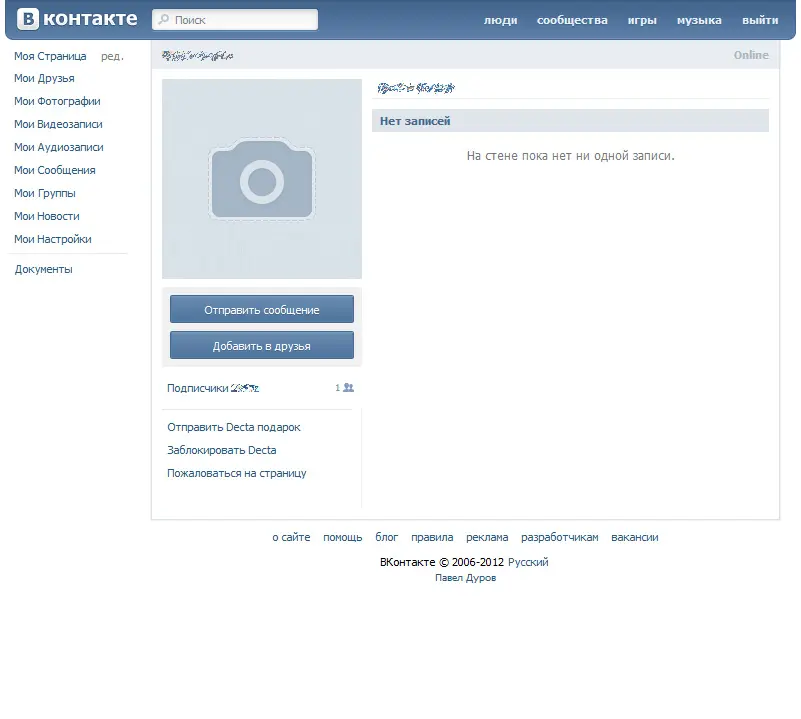 В контакте
Поиск
люди сообщества игры музыка выйти
Моя Страница ред.
Мои Друзья
Мои Фотографии
Мои Видеозаписи
Мои Аудиозаписи
Мои Сообщения
Мои Группы
Мои Новости
Мои Настройки
Документы
Online
Отправить сообщение
Добавить в друзья
Подписчики 1
Отправить Decta подарок
Заблокировать Decta
Пожаловаться на страницу
Нет записей
На стене пока нет ни одной записи.
о сайте помощь блог правила реклама разработчикам вакансии
ВКонтакте © 2006-2012 Русский
Павел Дуров